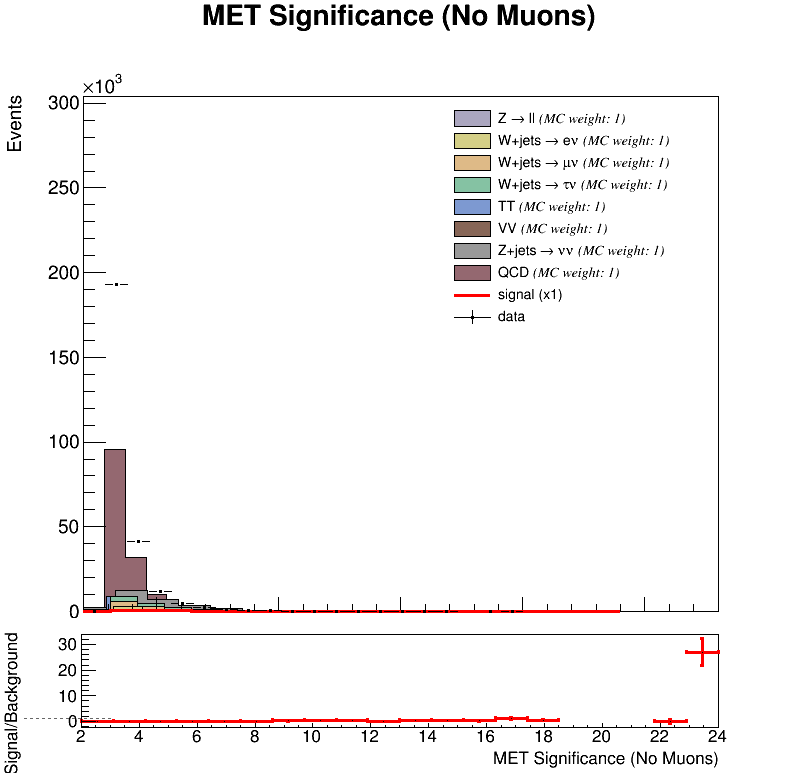 MET Significance (No Muons)
×10³
Events
300
250
200
150
100
50
0
Z → ll (MC weight: 1)
W+jets → eν (MC weight: 1)
W+jets → μν (MC weight: 1)
W+jets → τν (MC weight: 1)
TT (MC weight: 1)
VV (MC weight: 1)
Z+jets → νν (MC weight: 1)
QCD (MC weight: 1)
signal (x1)
data
Signal/Background
30
20
10
0
2 4 6 8 10 12 14 16 18 20 22 24
MET Significance (No Muons)